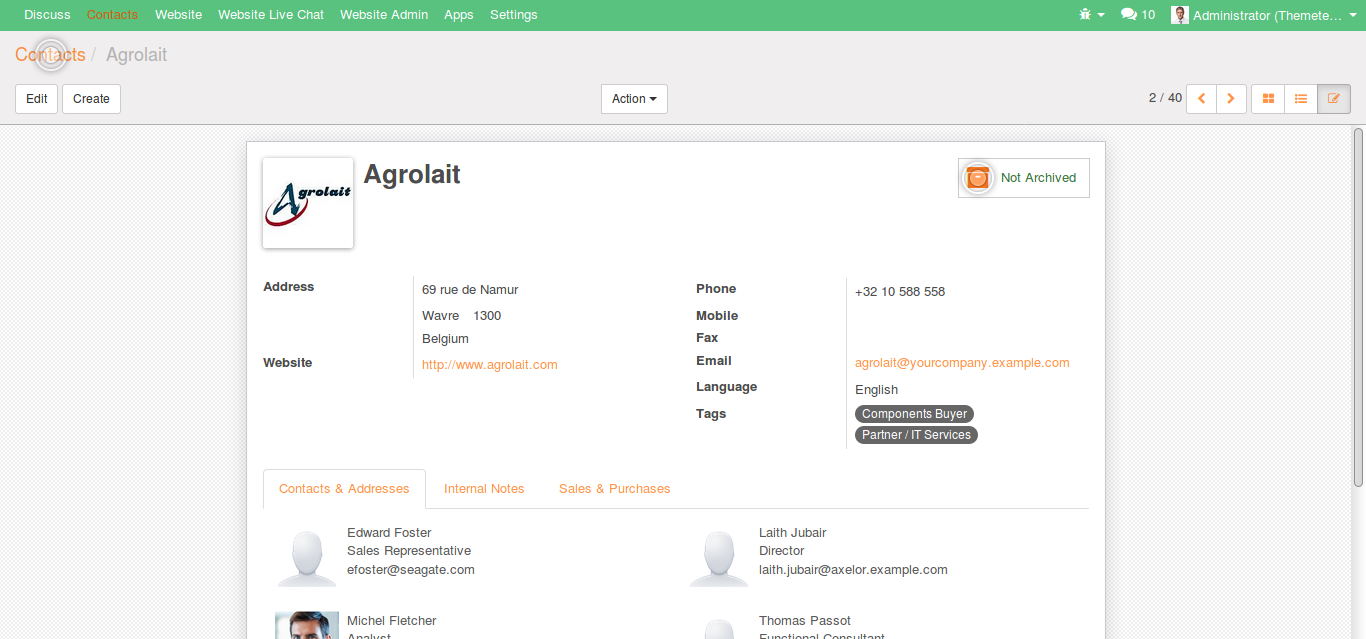 Discuss Contacts Website Website Live Chat Website Admin Apps Settings 10 Administrator (Themete...
Contacts / Agrolait
Edit Create Action 2 / 40
Agrolait
Agrolait
Not Archived
Address
69 rue de Namur
Wavre 1300
Belgium
Website http://www.agrolait.com
Phone +32 10 588 558
Mobile
Fax
Email agrolait@yourcompany.example.com
Language English
Tags Components Buyer
Partner / IT Services
Contacts & Addresses Internal Notes Sales & Purchases
Edward Foster
Sales Representative
efoster@seagate.com
Laith Jubair
Director
laith.jubair@axelor.example.com
Michel Fletcher
Analyst
Thomas Passot
Functional Consultant